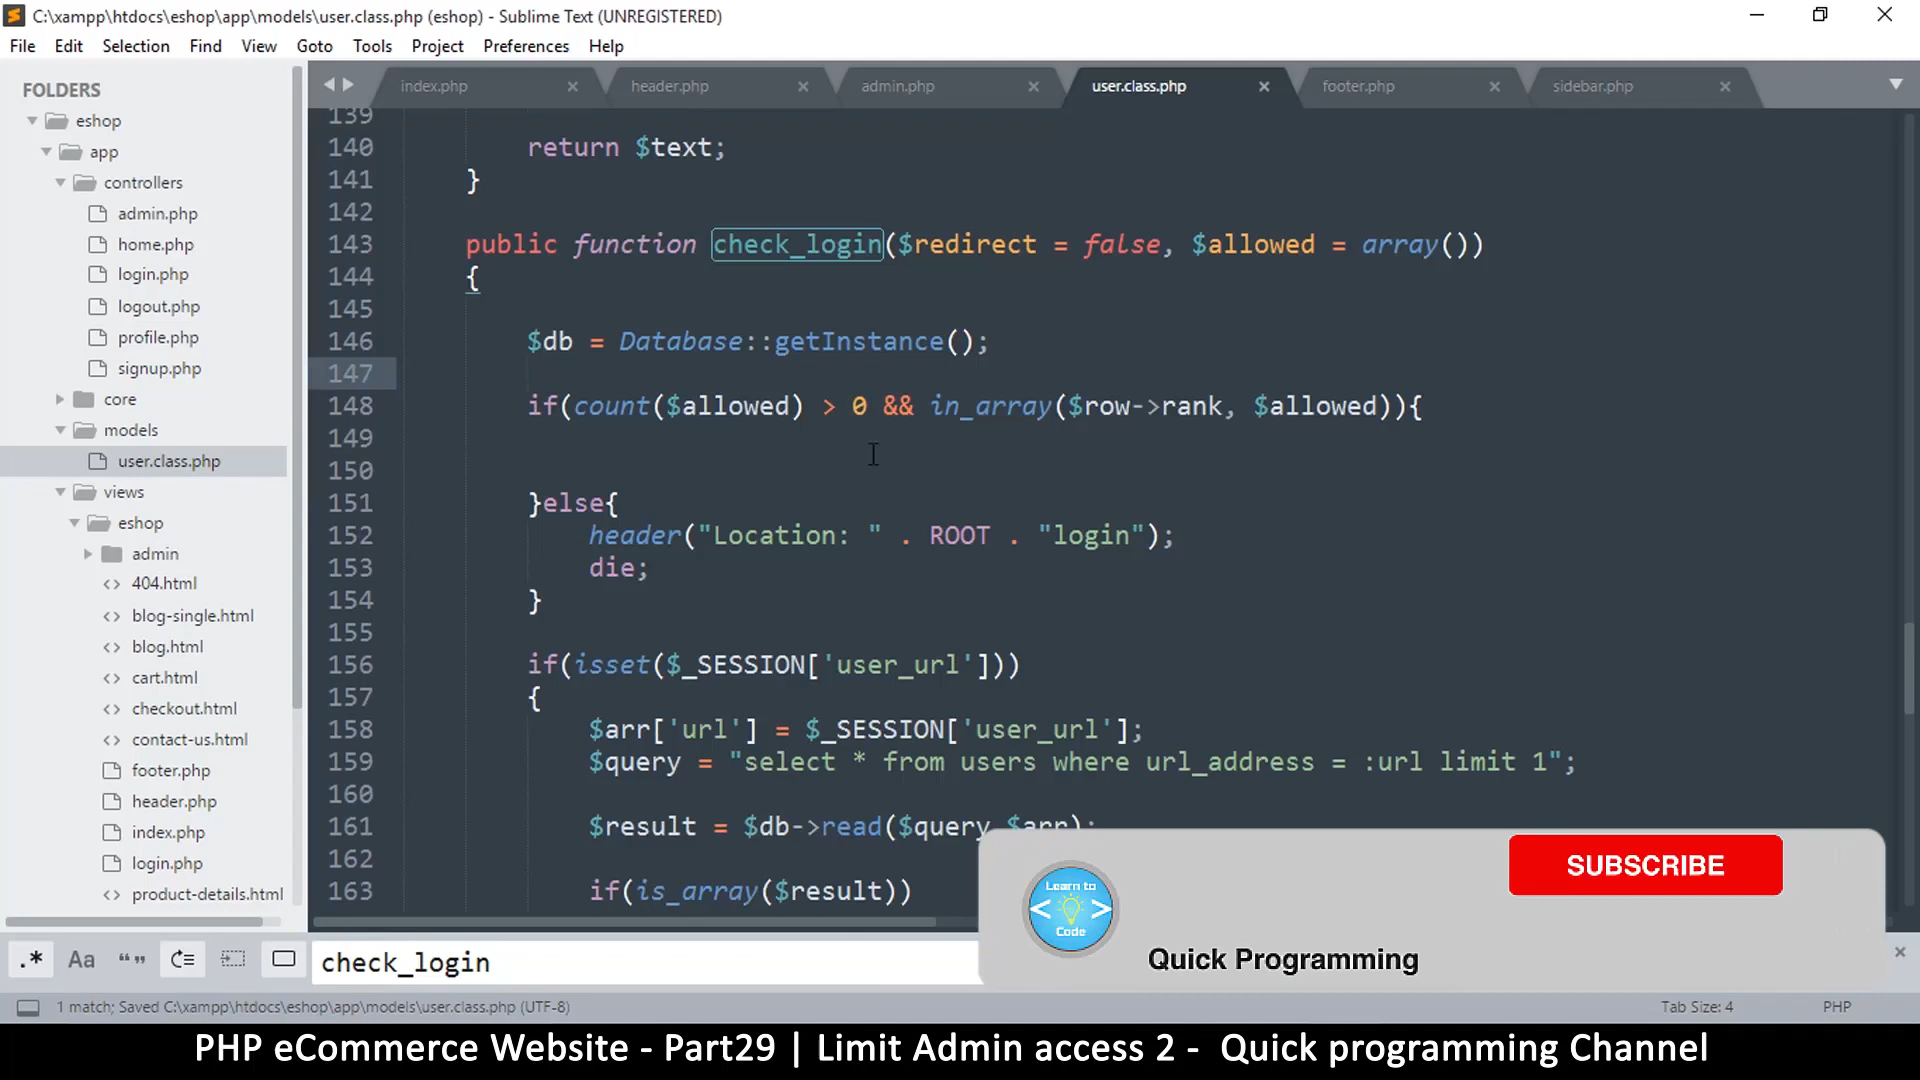 C:\xampp\htdocs\eshop\app\models\user.class.php (eshop) - Sublime Text (UNREGISTERED)
File Edit Selection Find View Goto Tools Project Preferences Help
FOLDERS
eshop
app
controllers
admin.php
home.php
login.php
logout.php
profile.php
signup.php
core
models
user.class.php
views
eshop
admin
404.html
blog-single.html
blog.html
cart.html
checkout.html
contact-us.html
footer.php
header.php
index.php
login.php
product-details.html
index.php header.php admin.php user.class.php footer.php sidebar.php
139
140 return $text;
141 }
142
143 public function check_login($redirect = false, $allowed = array())
144 {
145
146 $db = Database::getInstance();
147
148 if(count($allowed) > 0 && in_array($row->rank, $allowed)){
149
150
151 }else{
152 header("Location: " . ROOT . "login");
153 die;
154 }
155
156 if(isset($_SESSION['user_url']))
157 {
158 $arr['url'] = $_SESSION['user_url'];
159 $query = "select * from users where url_address = :url limit 1";
160
161 $result = $db->read($query,$arr);
162
163 if(is_array($result))
SUBSCRIBE
Learn to
< >
Code
Quick Programming
.* Aa “ ” check_login
1 match; Saved C:\xampp\htdocs\eshop\app\models\user.class.php (UTF-8) Tab Size: 4 PHP
PHP eCommerce Website - Part29 | Limit Admin access 2 - Quick programming Channel